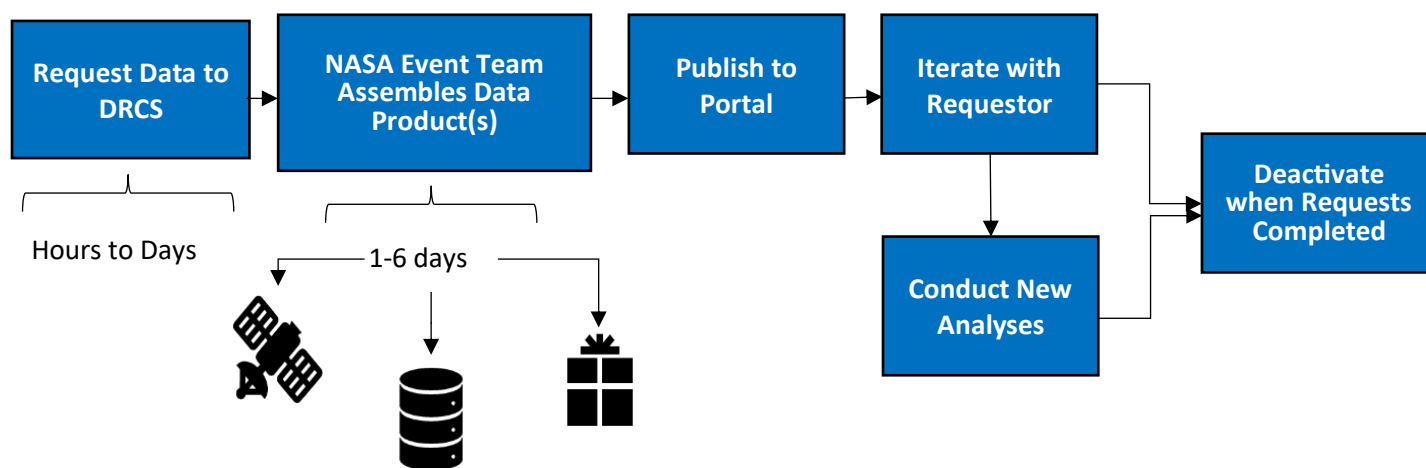 Request Data to
DRCS
NASA Event Team
Assembles Data
Product(s)
Publish to
Portal
Iterate with
Requestor
Deactivate
when Requests
Completed
Hours to Days
1-6 days
Conduct New
Analyses